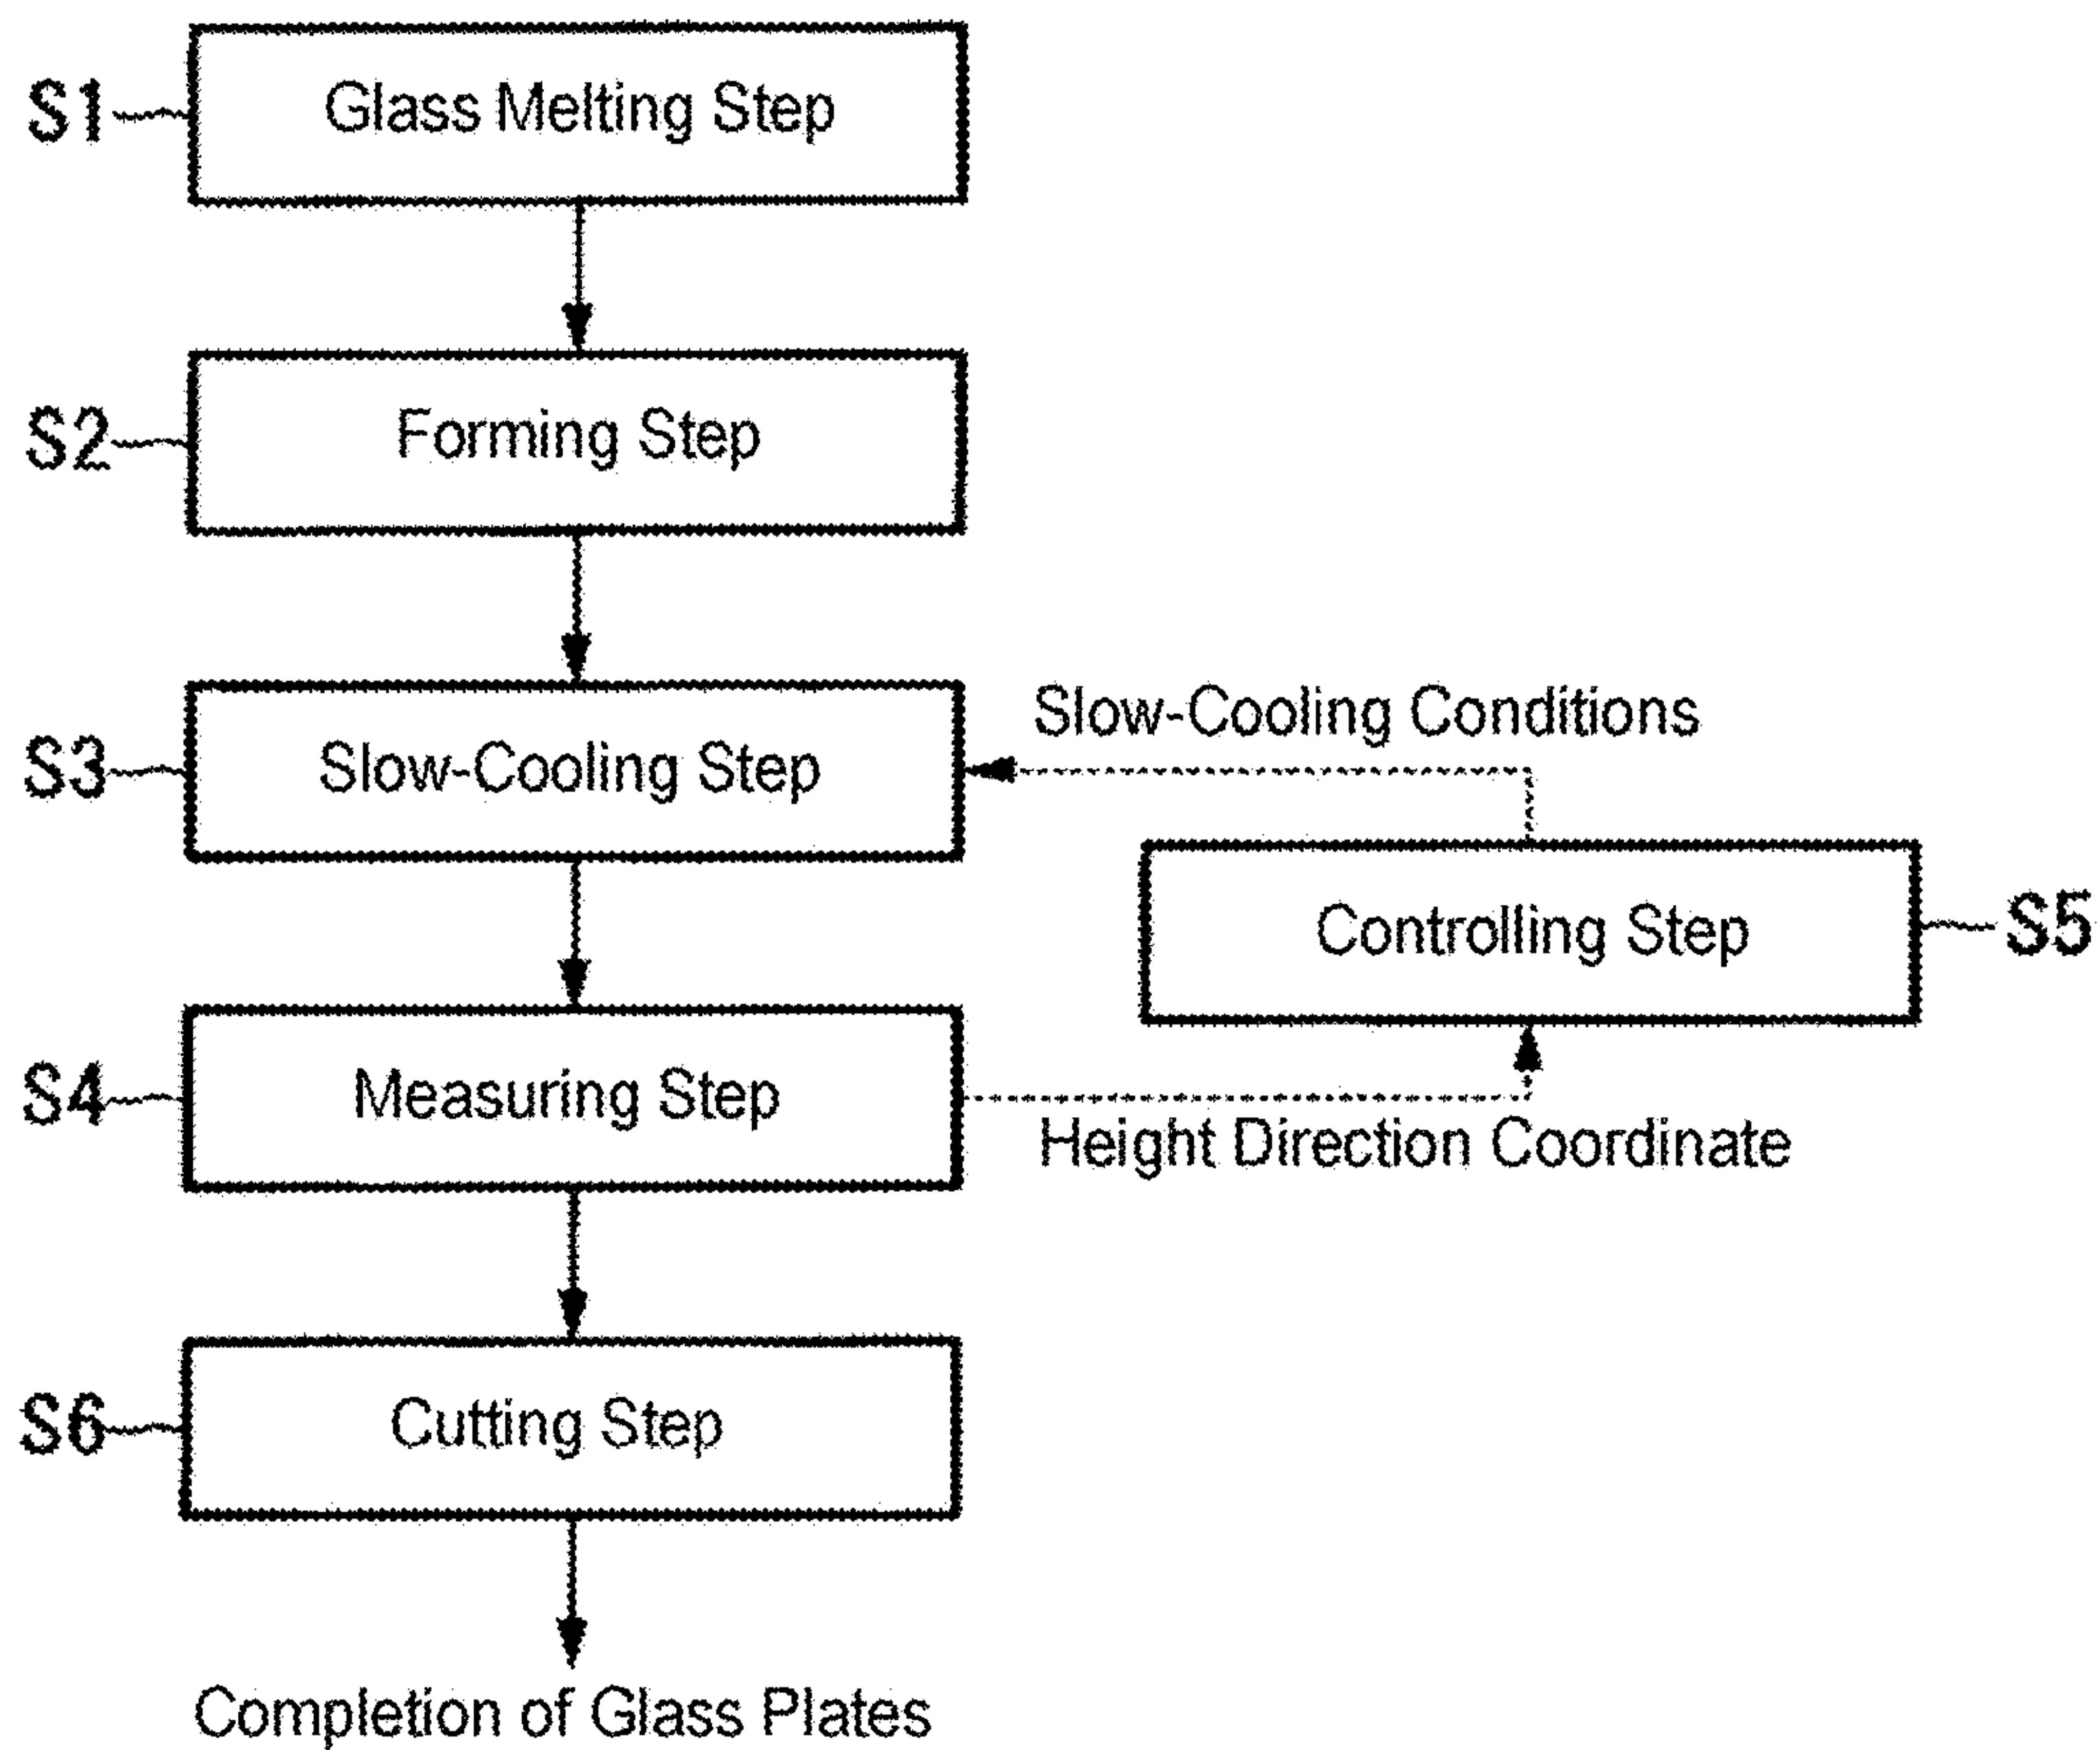 S1 Glass Melting Step
S2 Forming Step
Slow-Cooling Conditions
S3 Slow-Cooling Step
Controlling Step S5
S4 Measuring Step
Height Direction Coordinate
S6 Cutting Step
Completion of Glass Plates